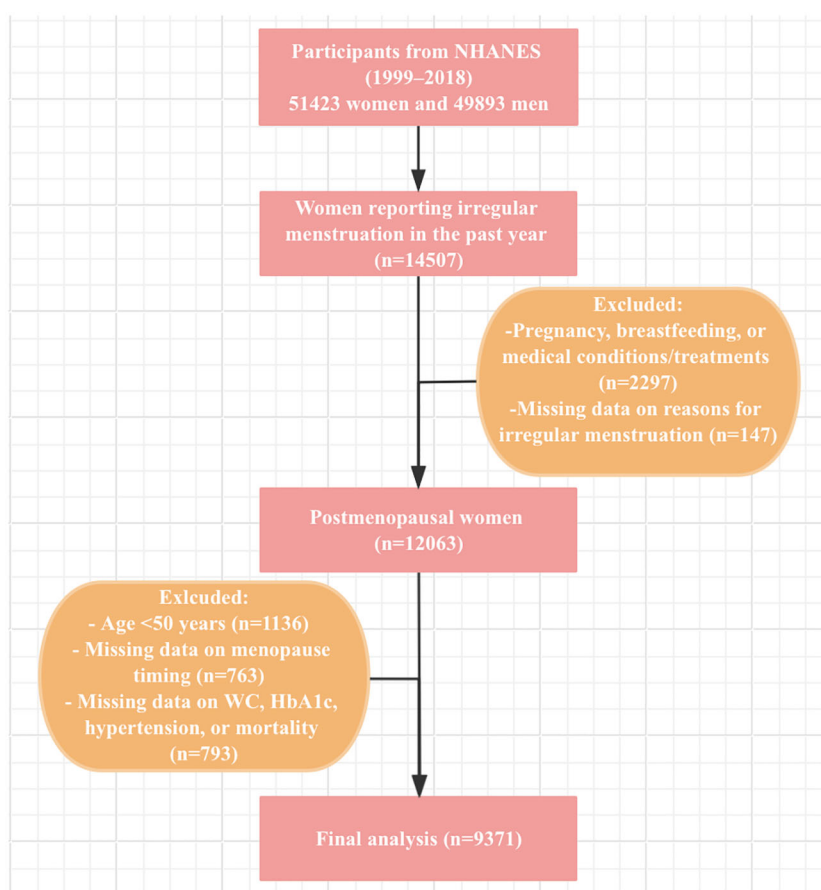 Participants from NHANES
(1999–2018)
51423 women and 49893 men
Women reporting irregular
menstruation in the past year
(n=14507)
Excluded:
-Pregnancy, breastfeeding, or
medical conditions/treatments
(n=2297)
-Missing data on reasons for
irregular menstruation (n=147)
Postmenopausal women
(n=12063)
Exlcuded:
- Age <50 years (n=1136)
- Missing data on menopause
timing (n=763)
- Missing data on WC, HbA1c,
hypertension, or mortality
(n=793)
Final analysis (n=9371)